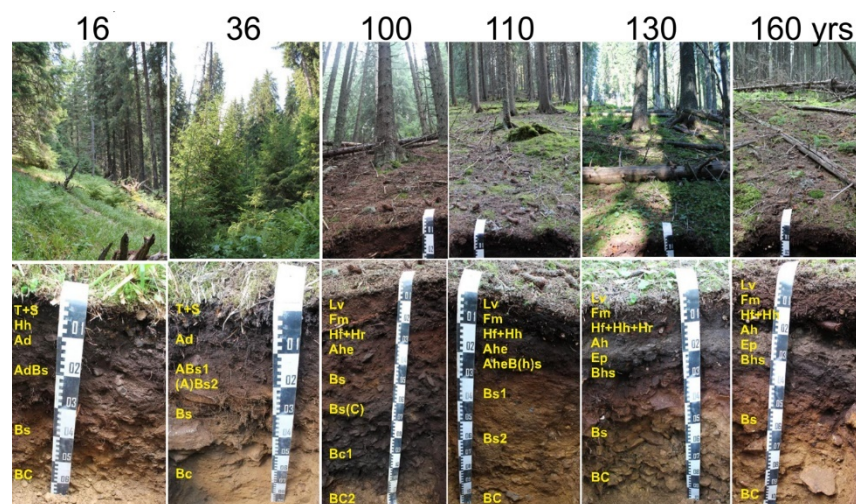 16 36 100 110 130 160 yrs
T+S
Hh
Ad
AdBs
Bs
BC
T+S
Ad
ABs1
(A)Bs2
Bs
Bc
Lv
Fm
Hf+Hr
Ahe
Bs
Bs(C)
Bc1
BC2
Lv
Fm
Hf+Hh
Ahe
AheB(h)s
Bs1
Bs2
BC
Lv
Fm
Hf+Hh+Hr
Ah
Ep
Bhs
Bs
BC
Lv
Fm
Hf+Hh
Ah
Ep
Bhs
Bs
BC